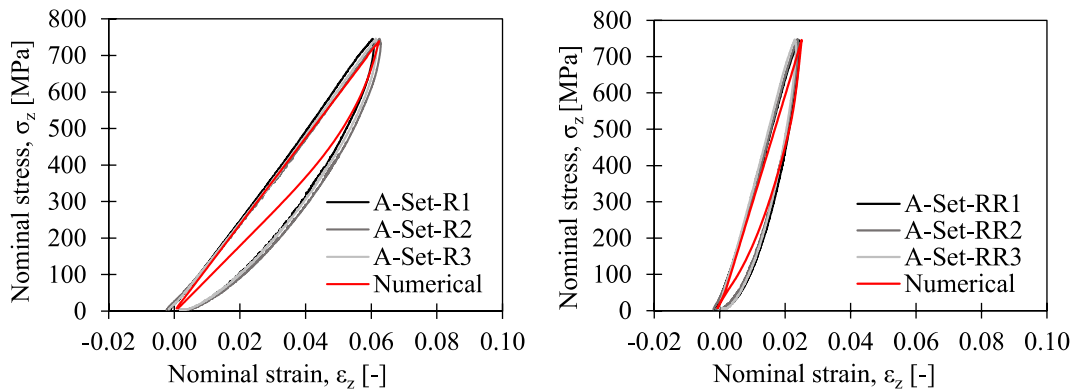 800
700
600
500
400
300
200
100
0
Nominal stress, σz [MPa]
-0.02 0.00 0.02 0.04 0.06 0.08 0.10
Nominal strain, εz [-]
A-Set-R1
A-Set-R2
A-Set-R3
Numerical
800
700
600
500
400
300
200
100
0
Nominal stress, σz [MPa]
-0.02 0.00 0.02 0.04 0.06 0.08 0.10
Nominal strain, εz [-]
A-Set-RR1
A-Set-RR2
A-Set-RR3
Numerical